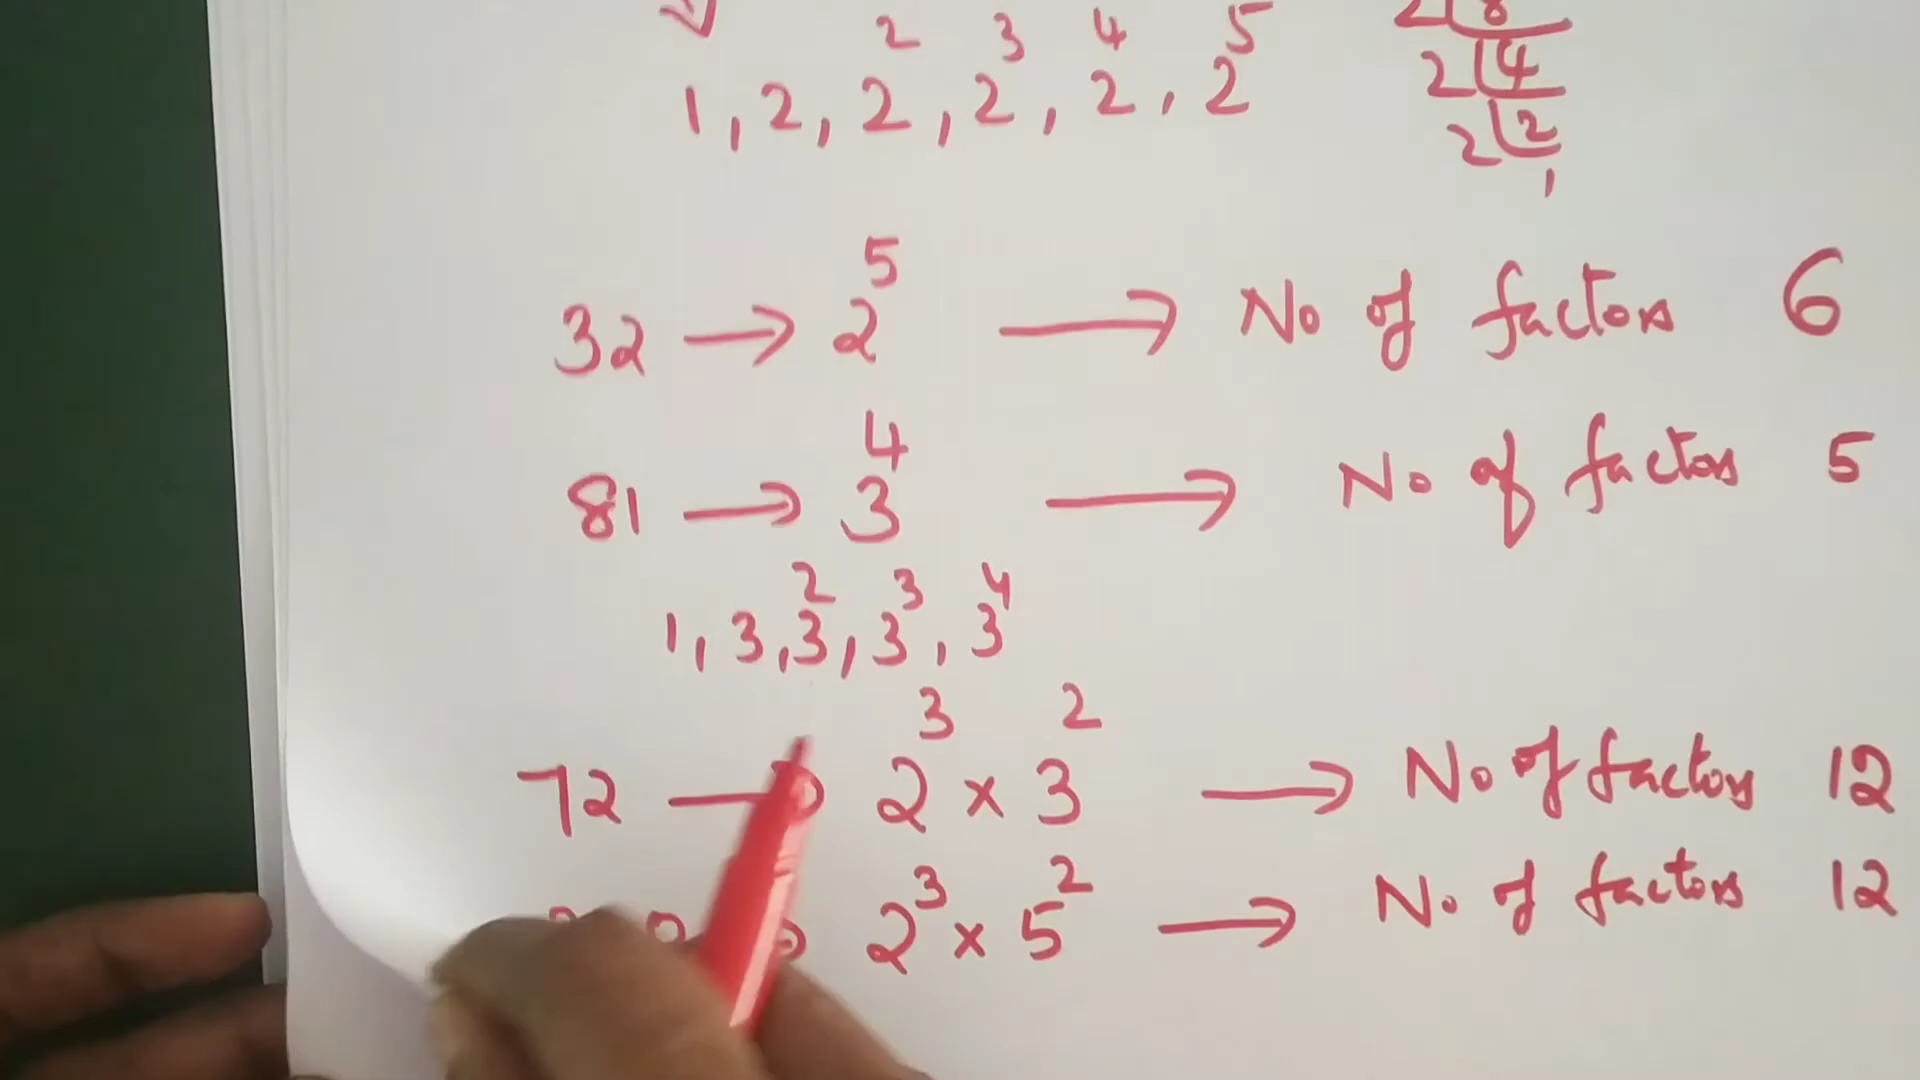 1, 2, 2², 2³, 2⁴, 2⁵
2 8
2 4
2 2
1
32 → 2⁵ → No of factors 6
81 → 3⁴ → No of factors 5
1, 3, 3², 3³, 3⁴
72 → 2³ × 3² → No of factors 12
2³ × 5² → No of factors 12